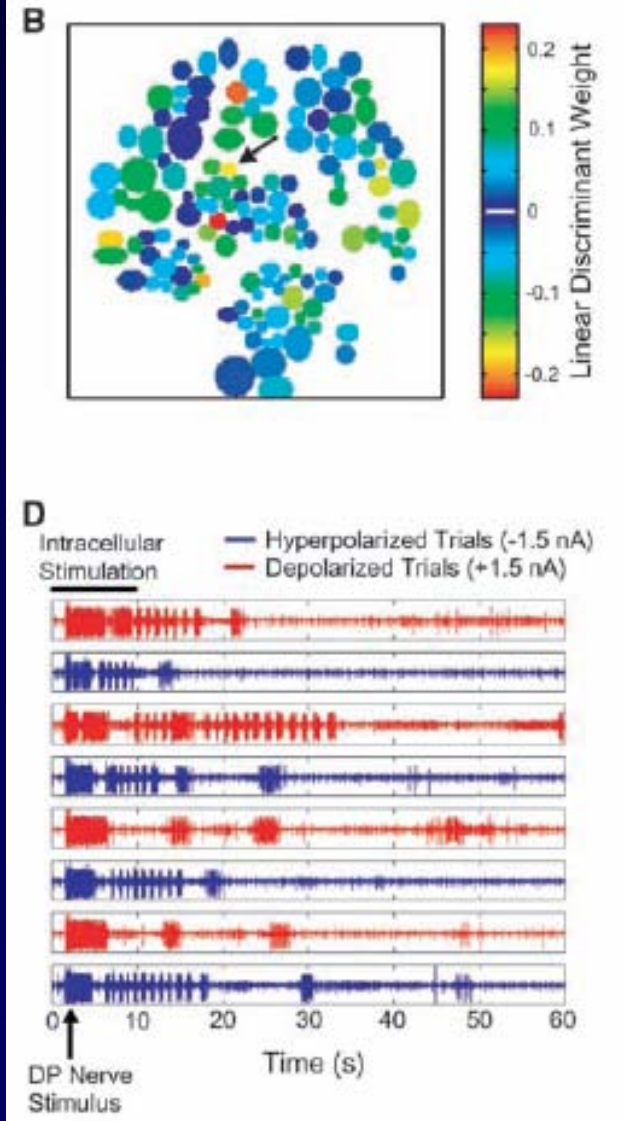 B
0.2
0.1
0
-0.1
-0.2
Linear Discriminant Weight
D
Intracellular
Stimulation
Hyperpolarized Trials (-1.5 nA)
Depolarized Trials (+1.5 nA)
0 10 20 30 40 50 60
Time (s)
DP Nerve
Stimulus